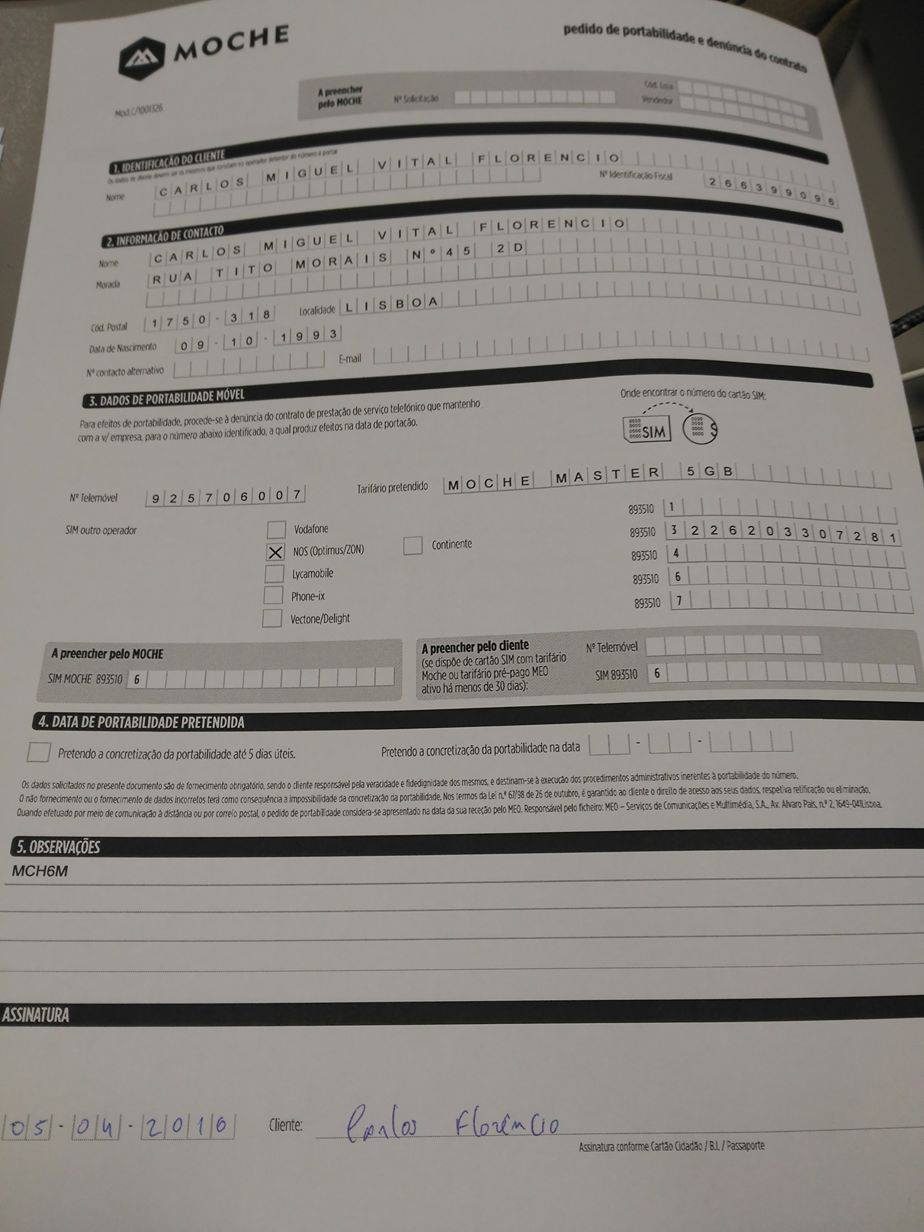 MOCHE
pedido de portabilidade e denúncia do contrato
Mod.C/1001326
A preencher pelo MOCHE
Nº Solicitação
Cód. Loja
Vendedor
1. IDENTIFICAÇÃO DO CLIENTE
Os dados do cliente devem ser os mesmos que constam no operador detentor do número a portar
Nome CARLOS MIGUEL VITAL FLORENCIO
Nº Identificação Fiscal 266399096
2. INFORMAÇÃO DE CONTACTO
Nome CARLOS MIGUEL VITAL FLORENCIO
Morada RUA TITO MORAIS Nº45 2D
Cód. Postal 1750-318 Localidade LISBOA
Data de Nascimento 09-10-1993
Nº contacto alternativo E-mail
3. DADOS DE PORTABILIDADE MÓVEL
Para efeitos de portabilidade, procede-se à denúncia do contrato de prestação de serviço telefónico que mantenho
com a v/ empresa, para o número abaixo identificado, a qual produz efeitos na data de portação.
Onde encontrar o número do cartão SIM:
SIM
Nº Telemóvel 925706007 Tarifário pretendido MOCHE MASTER 5GB
SIM outro operador
Vodafone 893510 1
X NOS (Optimus/ZON) Continente 893510 3226203307281
Lycamobile 893510 4
Phone-ix 893510 6
Vectone/Delight 893510 7
A preencher pelo MOCHE
SIM MOCHE 893510 6
A preencher pelo cliente
(se dispõe de cartão SIM com tarifário
Moche ou tarifário pré-pago MEO
ativo há menos de 30 dias):
Nº Telemóvel
SIM 893510 6
4. DATA DE PORTABILIDADE PRETENDIDA
Pretendo a concretização da portabilidade até 5 dias úteis. Pretendo a concretização da portabilidade na data - -
Os dados solicitados no presente documento são de fornecimento obrigatório, sendo o cliente responsável pela veracidade e fidedignidade dos mesmos, e destinam-se à execução dos procedimentos administrativos inerentes à portabilidade do número.
O não fornecimento ou o fornecimento de dados incorretos terá como consequência a impossibilidade da concretização da portabilidade. Nos termos da Lei n.º 67/98 de 26 de outubro, é garantido ao cliente o direito de acesso aos seus dados, respetiva retificação ou eliminação.
Quando efetuado por meio de comunicação à distância ou por correio postal, o pedido de portabilidade considera-se apresentado na data da sua receção pelo MEO. Responsável pelo ficheiro: MEO – Serviços de Comunicações e Multimédia, S.A., Av. Álvaro Pais, n.º 2, 1649-041Lisboa.
5. OBSERVAÇÕES
MCH6M
ASSINATURA
05-04-2016 Cliente: Carlos Florêncio
Assinatura conforme Cartão Cidadão / B.I. / Passaporte